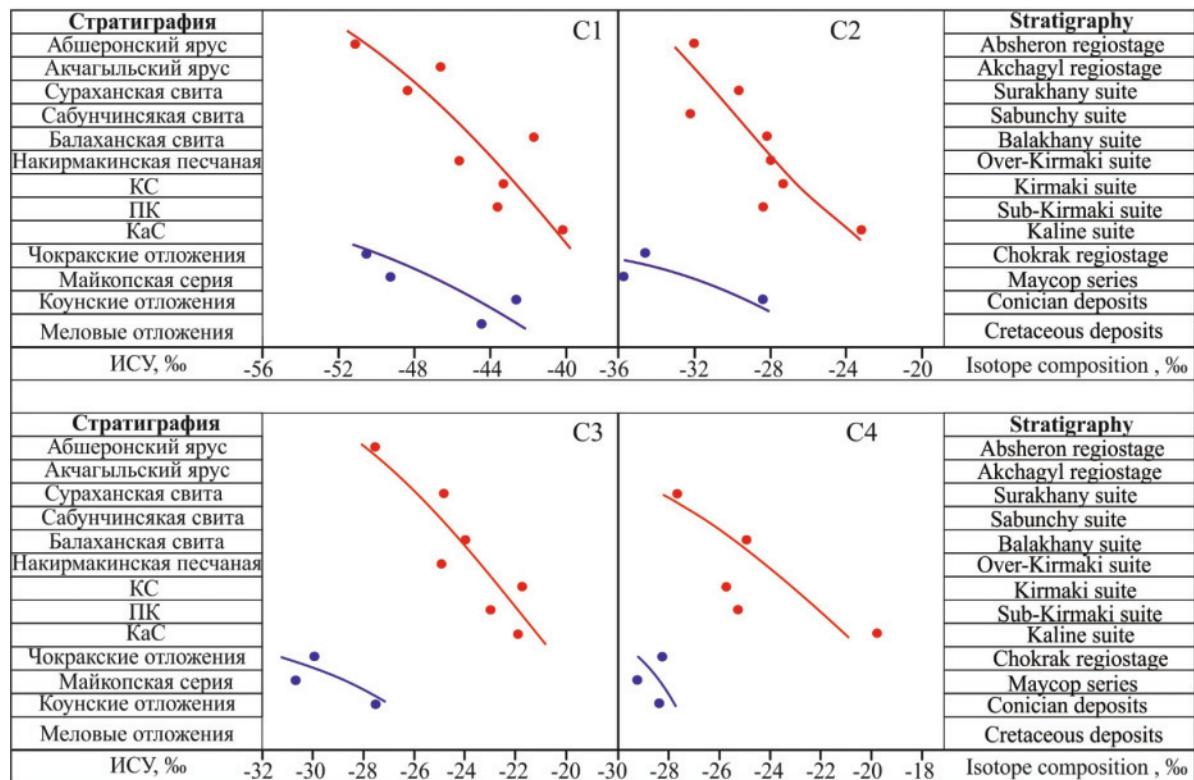 Стратиграфия
Абшеронский ярус
Акчагыльский ярус
Сураханская свита
Сабунчинсякая свита
Балаханская свита
Накирмакинская песчаная
КС
ПК
КаС
Чокракские отложения
Майкопская серия
Коунские отложения
Меловые отложения
ИСУ, ‰
C1
C2
-56 -52 -48 -44 -40 -36 -32 -28 -24 -20
Stratigraphy
Absheron regiostage
Akchagyl regiostage
Surakhany suite
Sabunchy suite
Balakhany suite
Over-Kirmaki suite
Kirmaki suite
Sub-Kirmaki suite
Kaline suite
Chokrak regiostage
Maycop series
Conician deposits
Cretaceous deposits
Isotope composition , ‰
Стратиграфия
Абшеронский ярус
Акчагыльский ярус
Сураханская свита
Сабунчинсякая свита
Балаханская свита
Накирмакинская песчаная
КС
ПК
КаС
Чокракские отложения
Майкопская серия
Коунские отложения
Меловые отложения
ИСУ, ‰
C3
C4
-32 -30 -28 -26 -24 -22 -20 -30 -28 -26 -24 -22 -20 -18
Stratigraphy
Absheron regiostage
Akchagyl regiostage
Surakhany suite
Sabunchy suite
Balakhany suite
Over-Kirmaki suite
Kirmaki suite
Sub-Kirmaki suite
Kaline suite
Chokrak regiostage
Maycop series
Conician deposits
Cretaceous deposits
Isotope composition , ‰